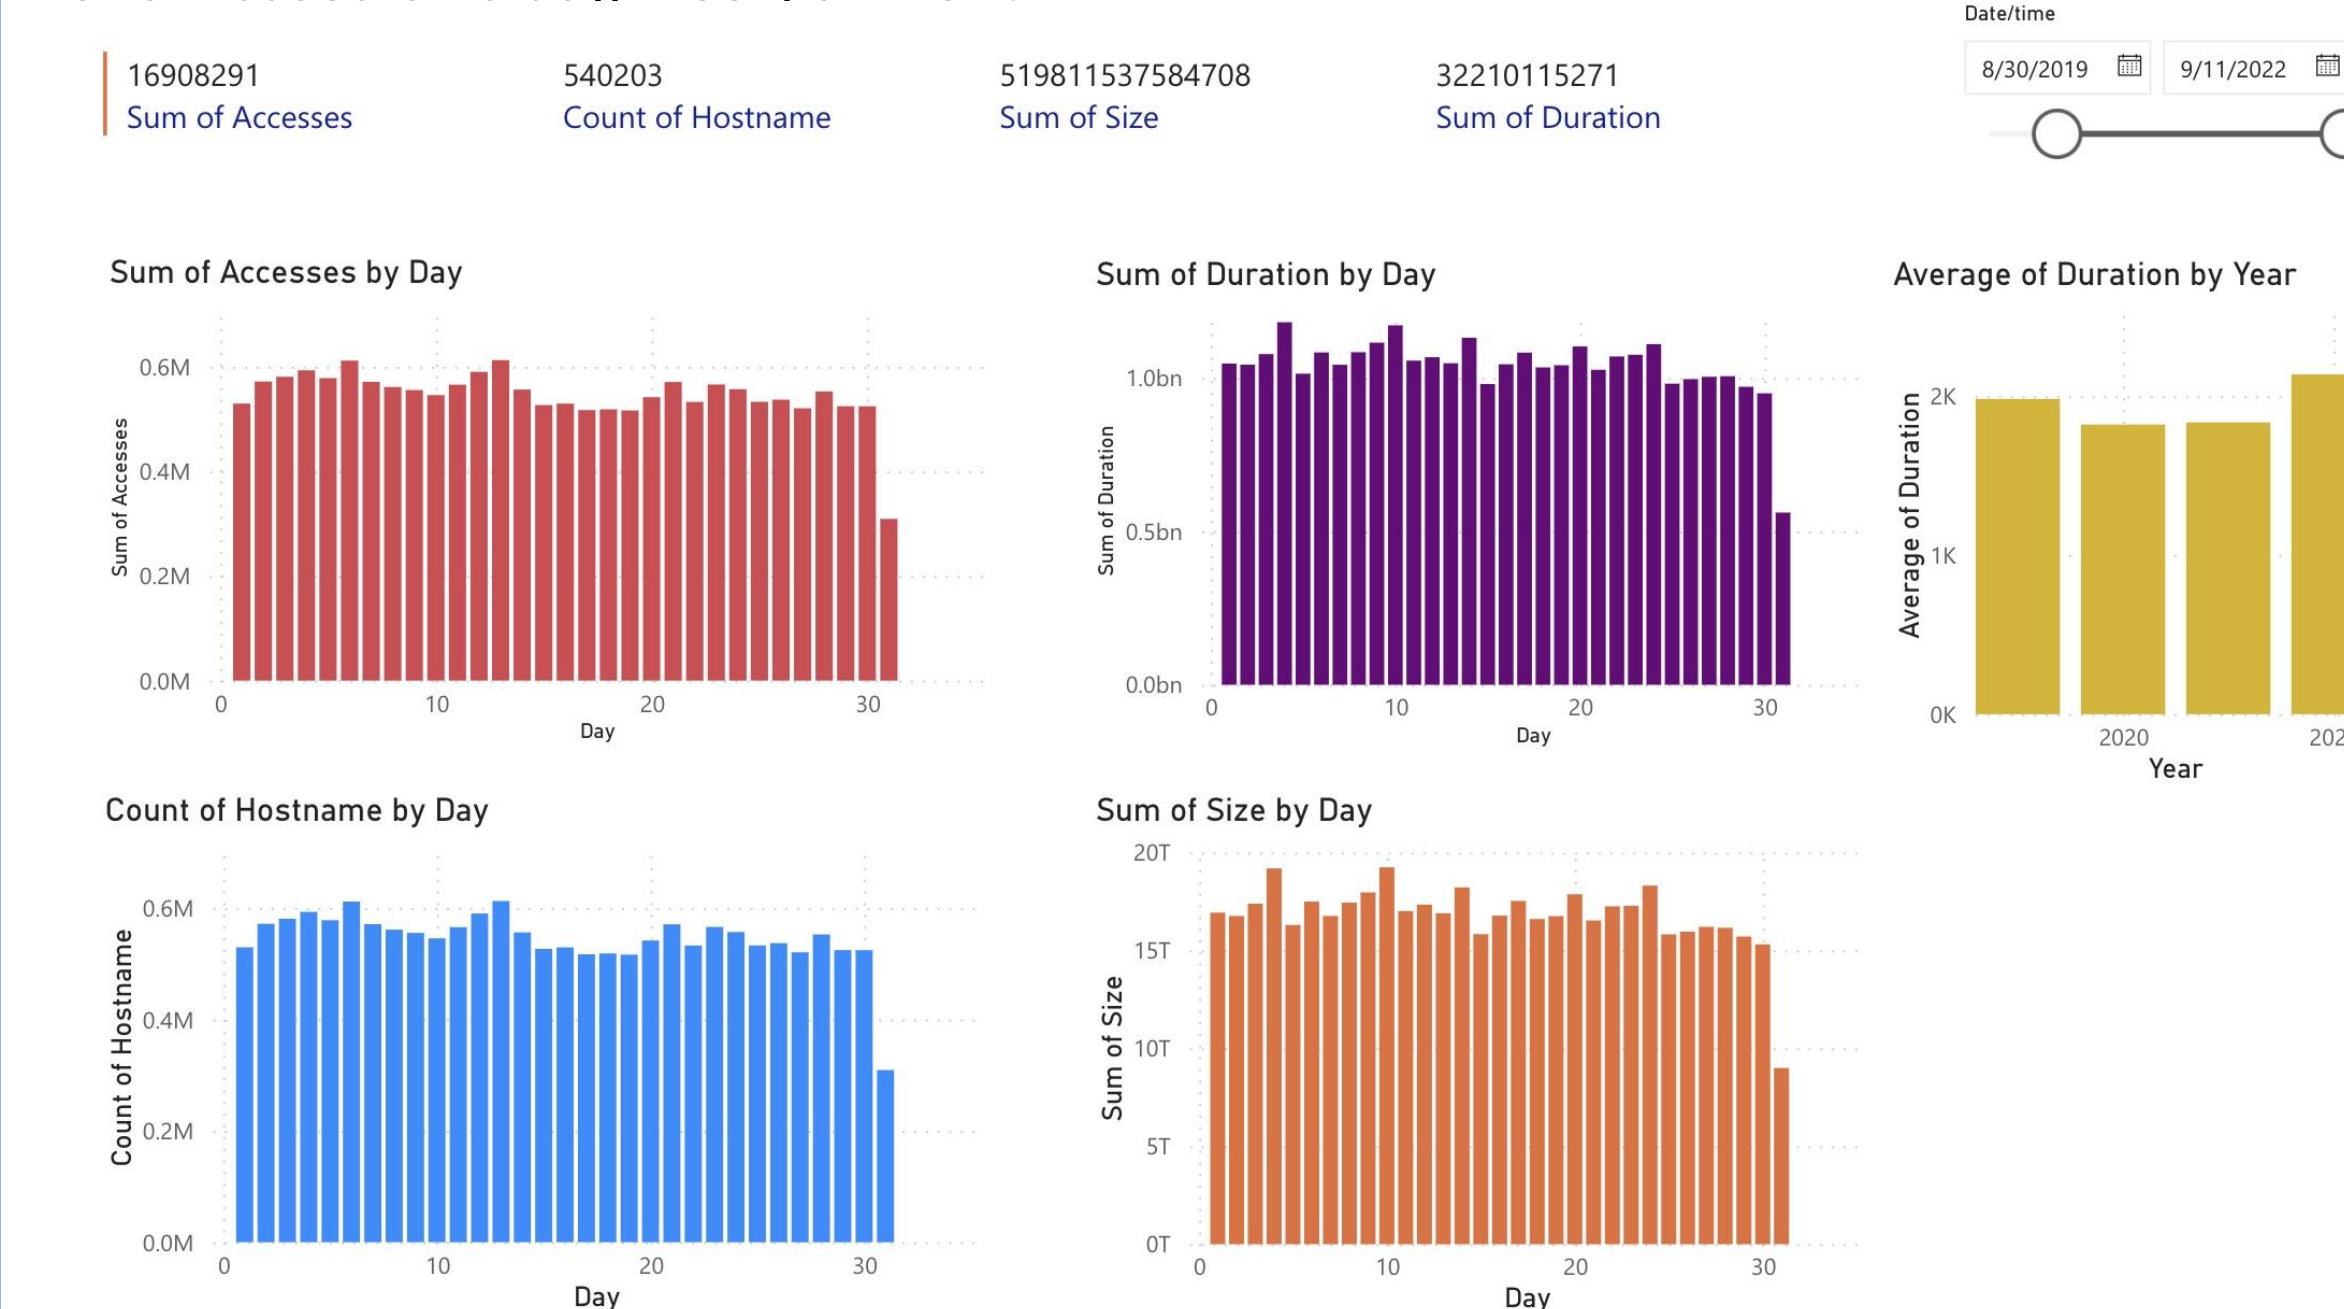 Date/time
8/30/2019
9/11/2022
16908291
Sum of Accesses
540203
Count of Hostname
519811537584708
Sum of Size
32210115271
Sum of Duration
Sum of Accesses by Day
Sum of Accesses
0.6M
0.4M
0.2M
0.0M
0
10
20
30
Day
Sum of Duration by Day
Sum of Duration
1.0bn
0.5bn
0.0bn
0
10
20
30
Day
Average of Duration by Year
Average of Duration
2K
1K
0K
2020
202
Year
Count of Hostname by Day
Count of Hostname
0.6M
0.4M
0.2M
0.0M
0
10
20
30
Day
Sum of Size by Day
Sum of Size
20T
15T
10T
5T
0T
0
10
20
30
Day